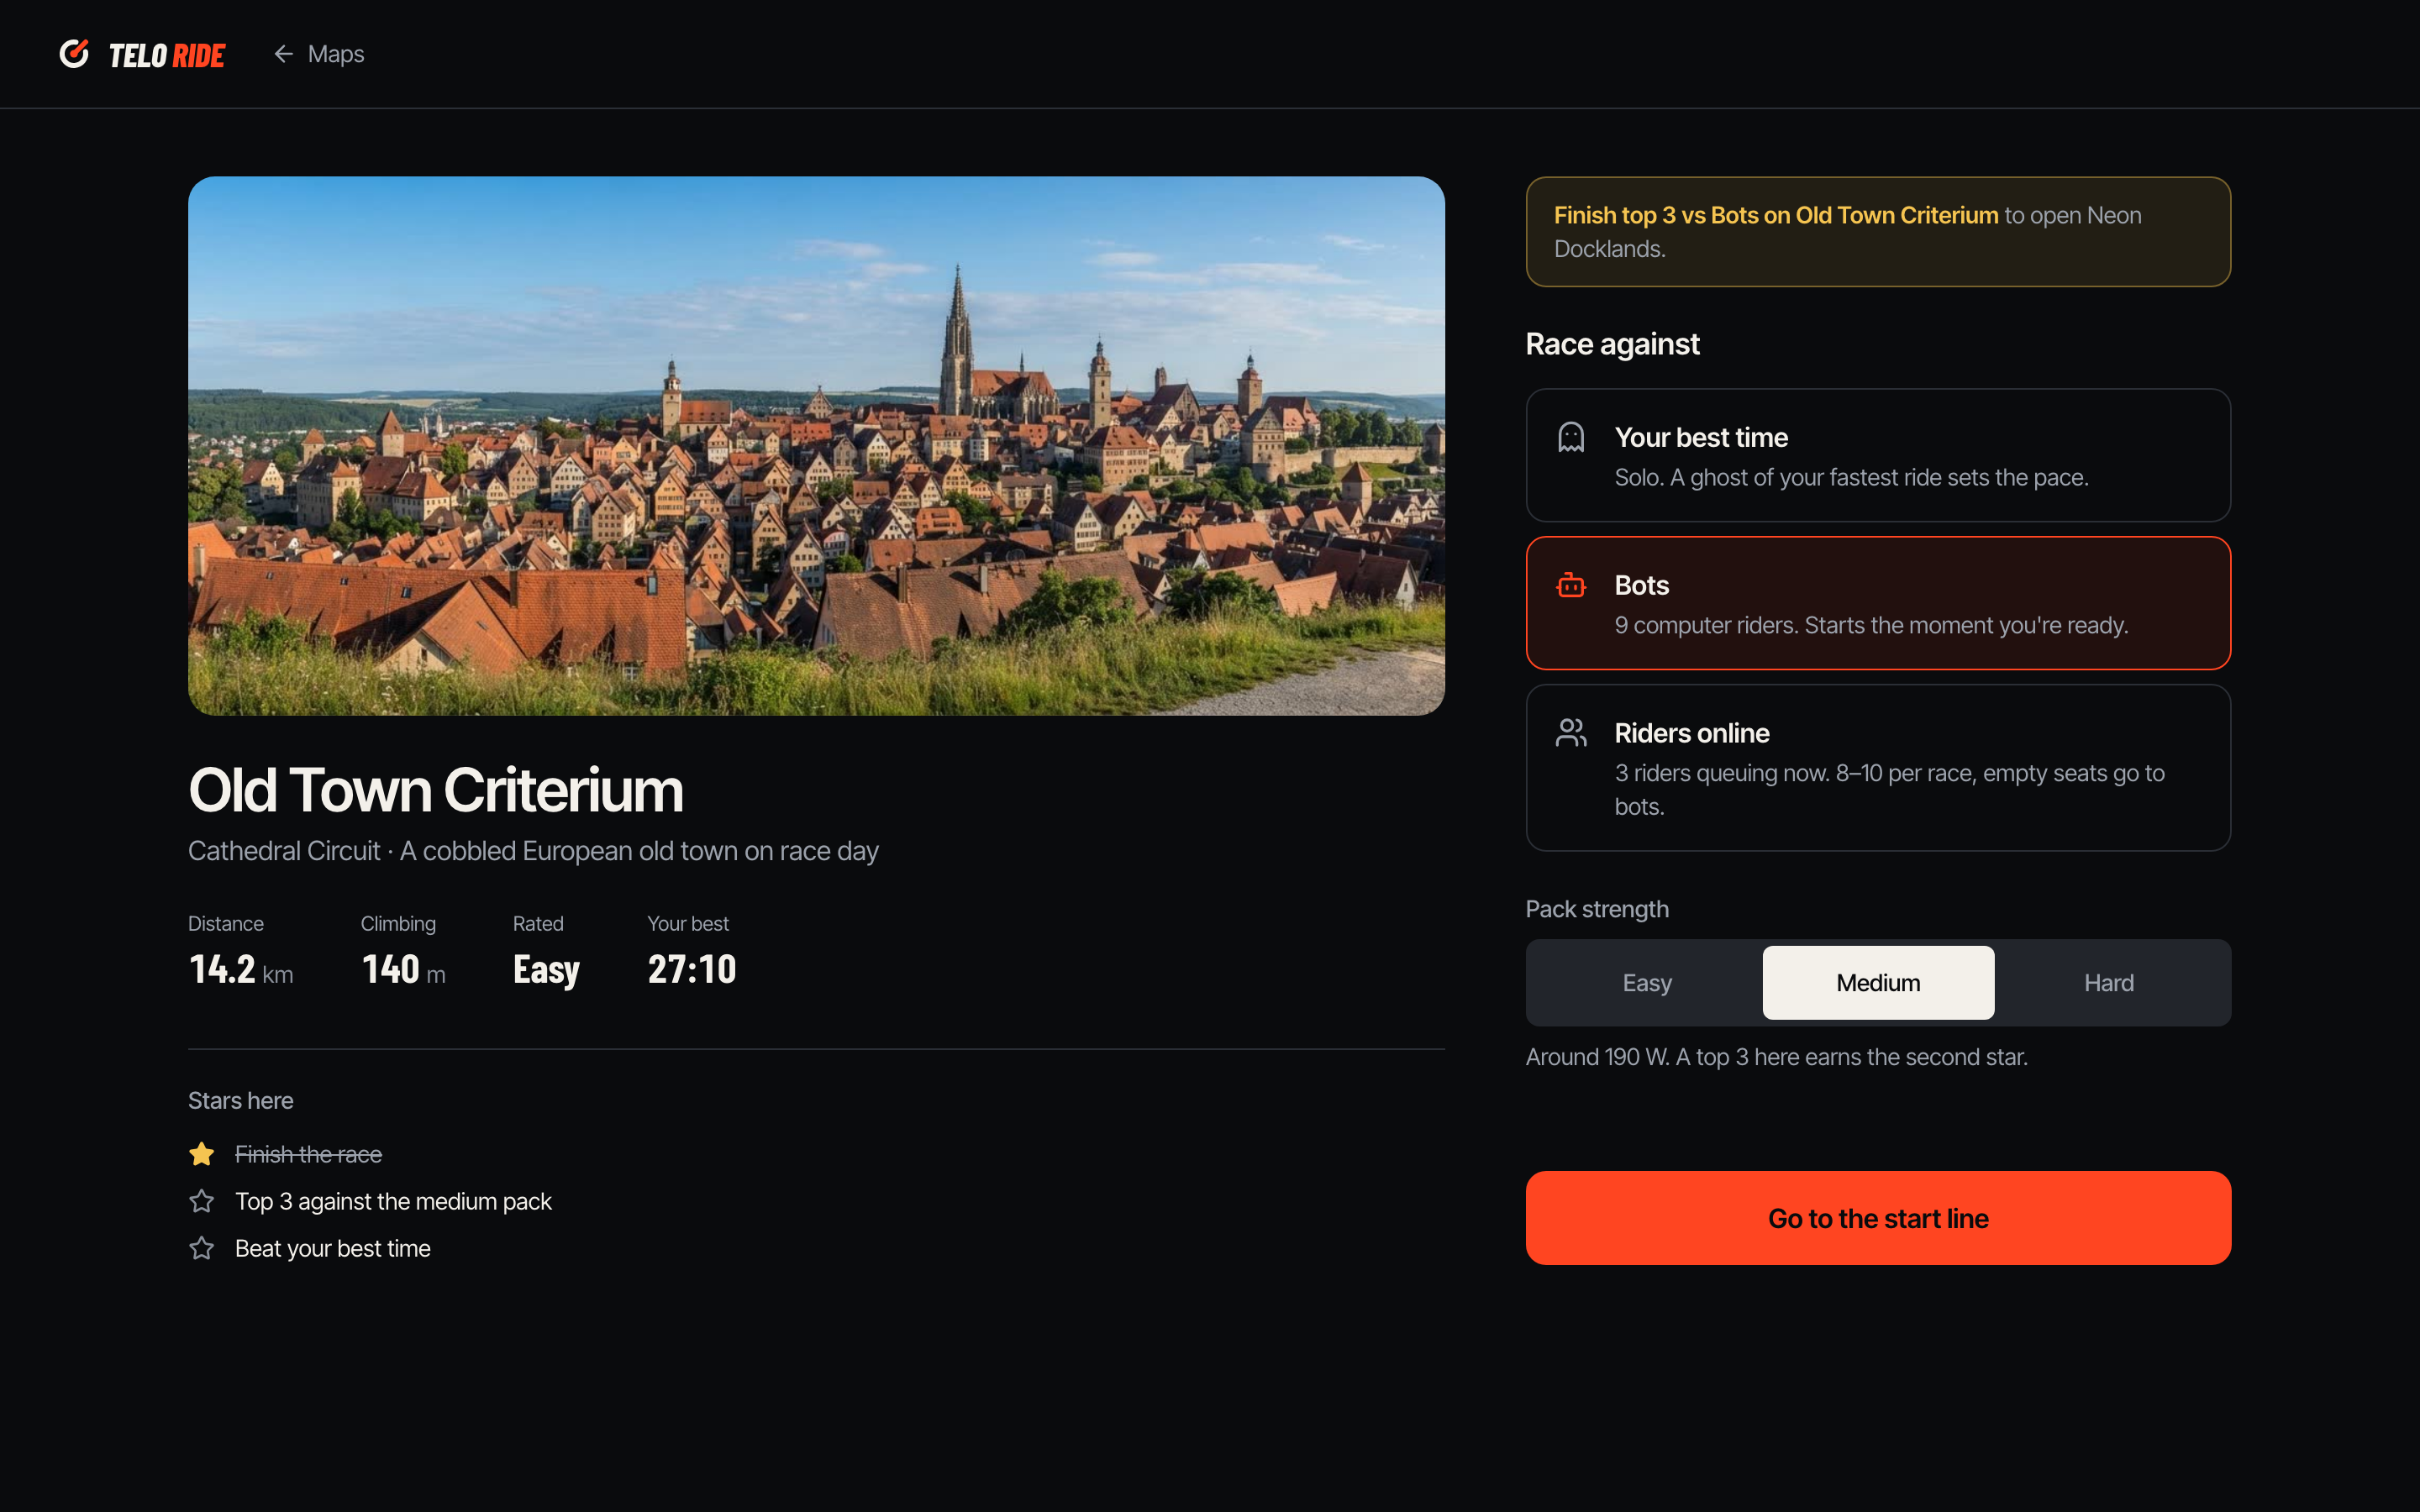 TELO RIDE
Maps
Finish top 3 vs Bots on Old Town Criterium to open Neon
Docklands.
Race against
Your best time
Solo. A ghost of your fastest ride sets the pace.
Bots
9 computer riders. Starts the moment you're ready.
Riders online
3 riders queuing now. 8–10 per race, empty seats go to
bots.
Pack strength
Easy Medium Hard
Around 190 W. A top 3 here earns the second star.
Go to the start line
Old Town Criterium
Cathedral Circuit · A cobbled European old town on race day
Distance Climbing Rated Your best
14.2 km 140 m Easy 27:10
Stars here
Finish the race
Top 3 against the medium pack
Beat your best time